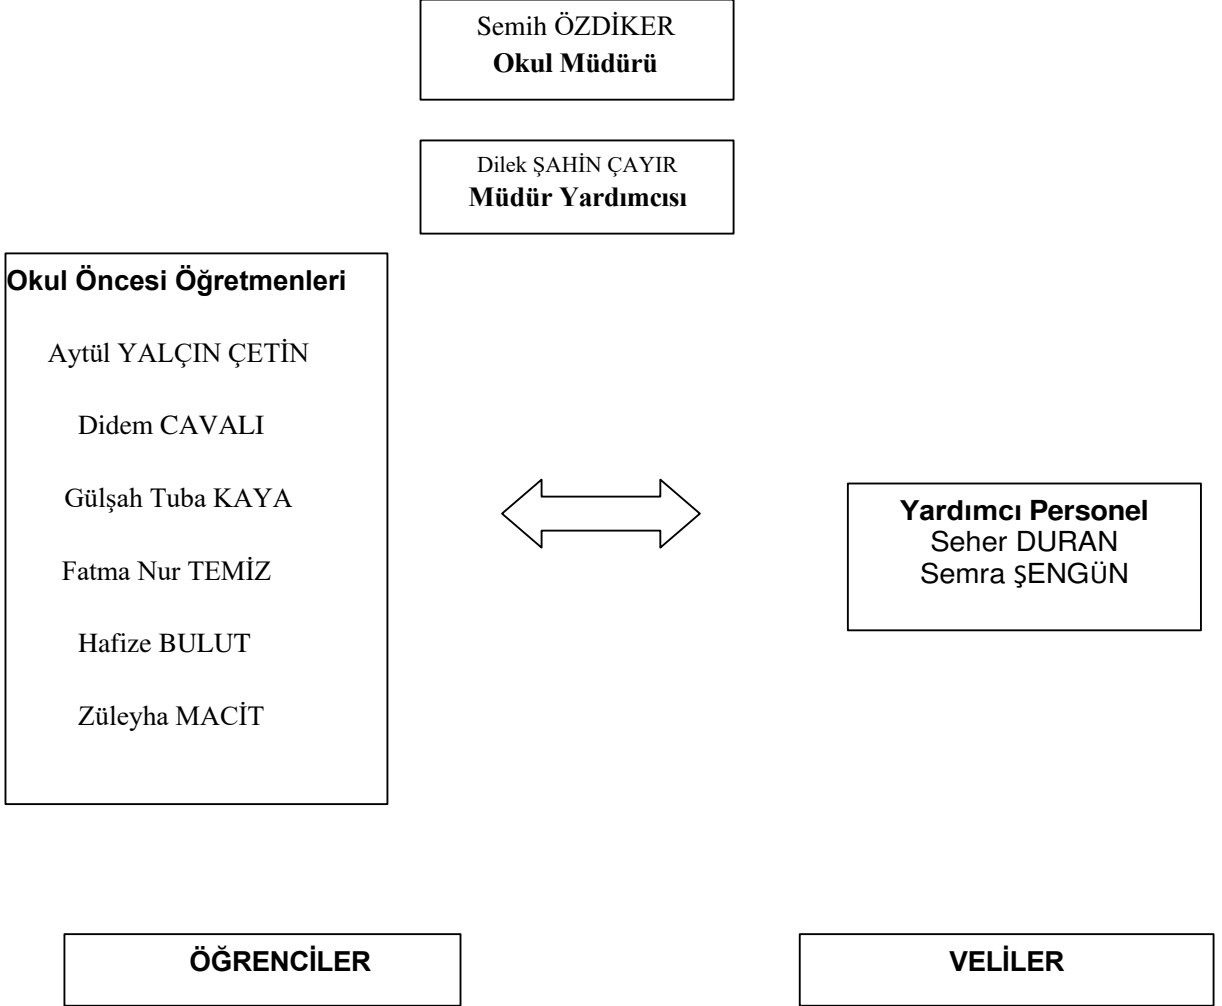 Semih ÖZDİKER
Okul Müdürü
Dilek ŞAHİN ÇAYIR
Müdür Yardımcısı
Okul Öncesi Öğretmenleri
Aytül YALÇIN ÇETİN
Didem CAVALI
Gülşah Tuba KAYA
Fatma Nur TEMİZ
Hafize BULUT
Züleyha MACİT
Yardımcı Personel
Seher DURAN
Semra ŞENGÜN
ÖĞRENCİLER
VELİLER